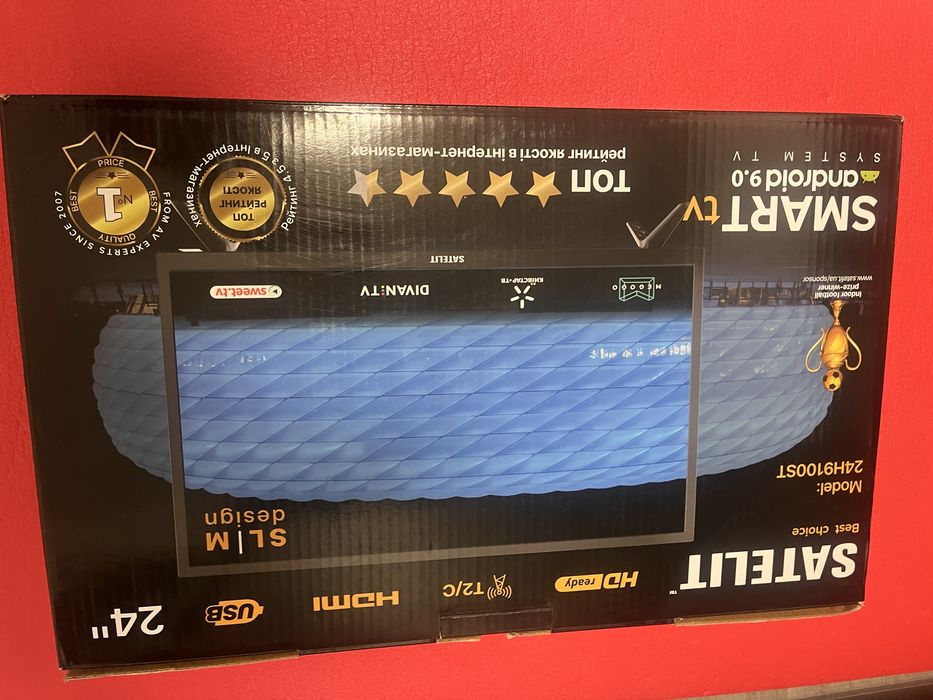 SATELIT™
Best choice
HD ready
T2/C
HDMI
USB
24"
Model:
24H9100ST
SL|M
design
Indoor football
prize-winner
www.satelit.ua/sponsor
MEGOGO
КИЇВСТАР•ТВ
DIVAN.TV
sweet.tv
SATELIT
SMART tv
android 9.0
SYSTEM TV
ТОП
рейтинг якості в інтернет-магазинах
Рейтинг 4,5 з 5 в інтернет-магазинах
ТОП
РЕЙТИНГ
ЯКОСТІ
FROM AV EXPERTS SINCE 2007
QUALITY
BEST
№1
BEST
PRICE